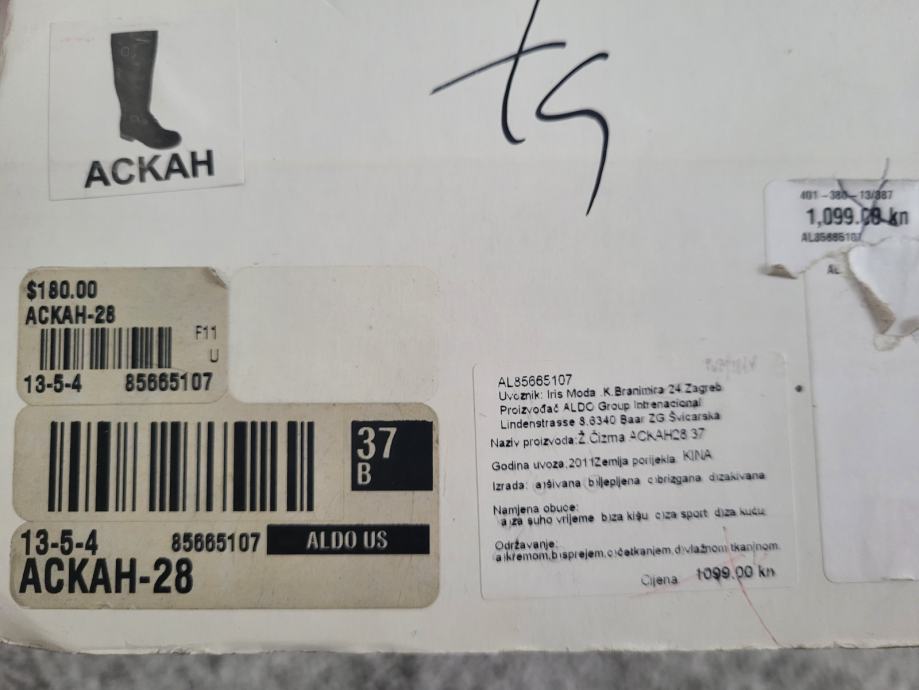 ts
ACKAH
401-380-13/387
1,099.00 kn
AL85665107
AL
$180.00
ACKAH-28
F11
U
13-5-4 85665107
37
B
13-5-4 85665107 ALDO US
ACKAH-28
AL85665107
Uvoznik: Iris Moda .K.Branimira 24.Zagreb
Proizvođač ALDO Group Intrenacional
Lindenstrasse 8,6340 Baar ZG Švicarska
Naziv proizvoda:Ž.Čizma ACKAH28 37
Godina uvoza:2011Zemlja porijekla: KINA
Izrada: a)šivana b)ljepljena c)brizgana d)zakivana
Namjena obuće:
a)za suho vrijeme b)za kišu c)za sport d)za kuću
Održavanje:
a)kremom,b)sprejem,c)četkanjem,d)vlažnom tkaninom
Cijena 1099.00 kn